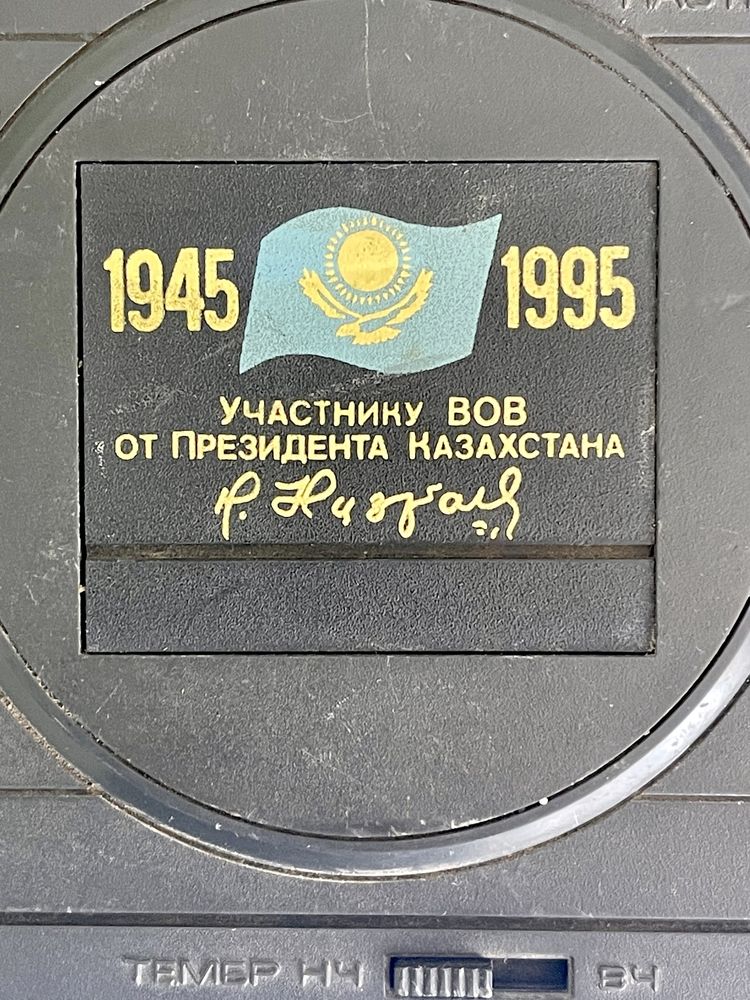 1945 1995
УЧАСТНИКУ ВОВ
ОТ ПРЕЗИДЕНТА КАЗАХСТАНА
ТЕМБР НЧ ВЧ